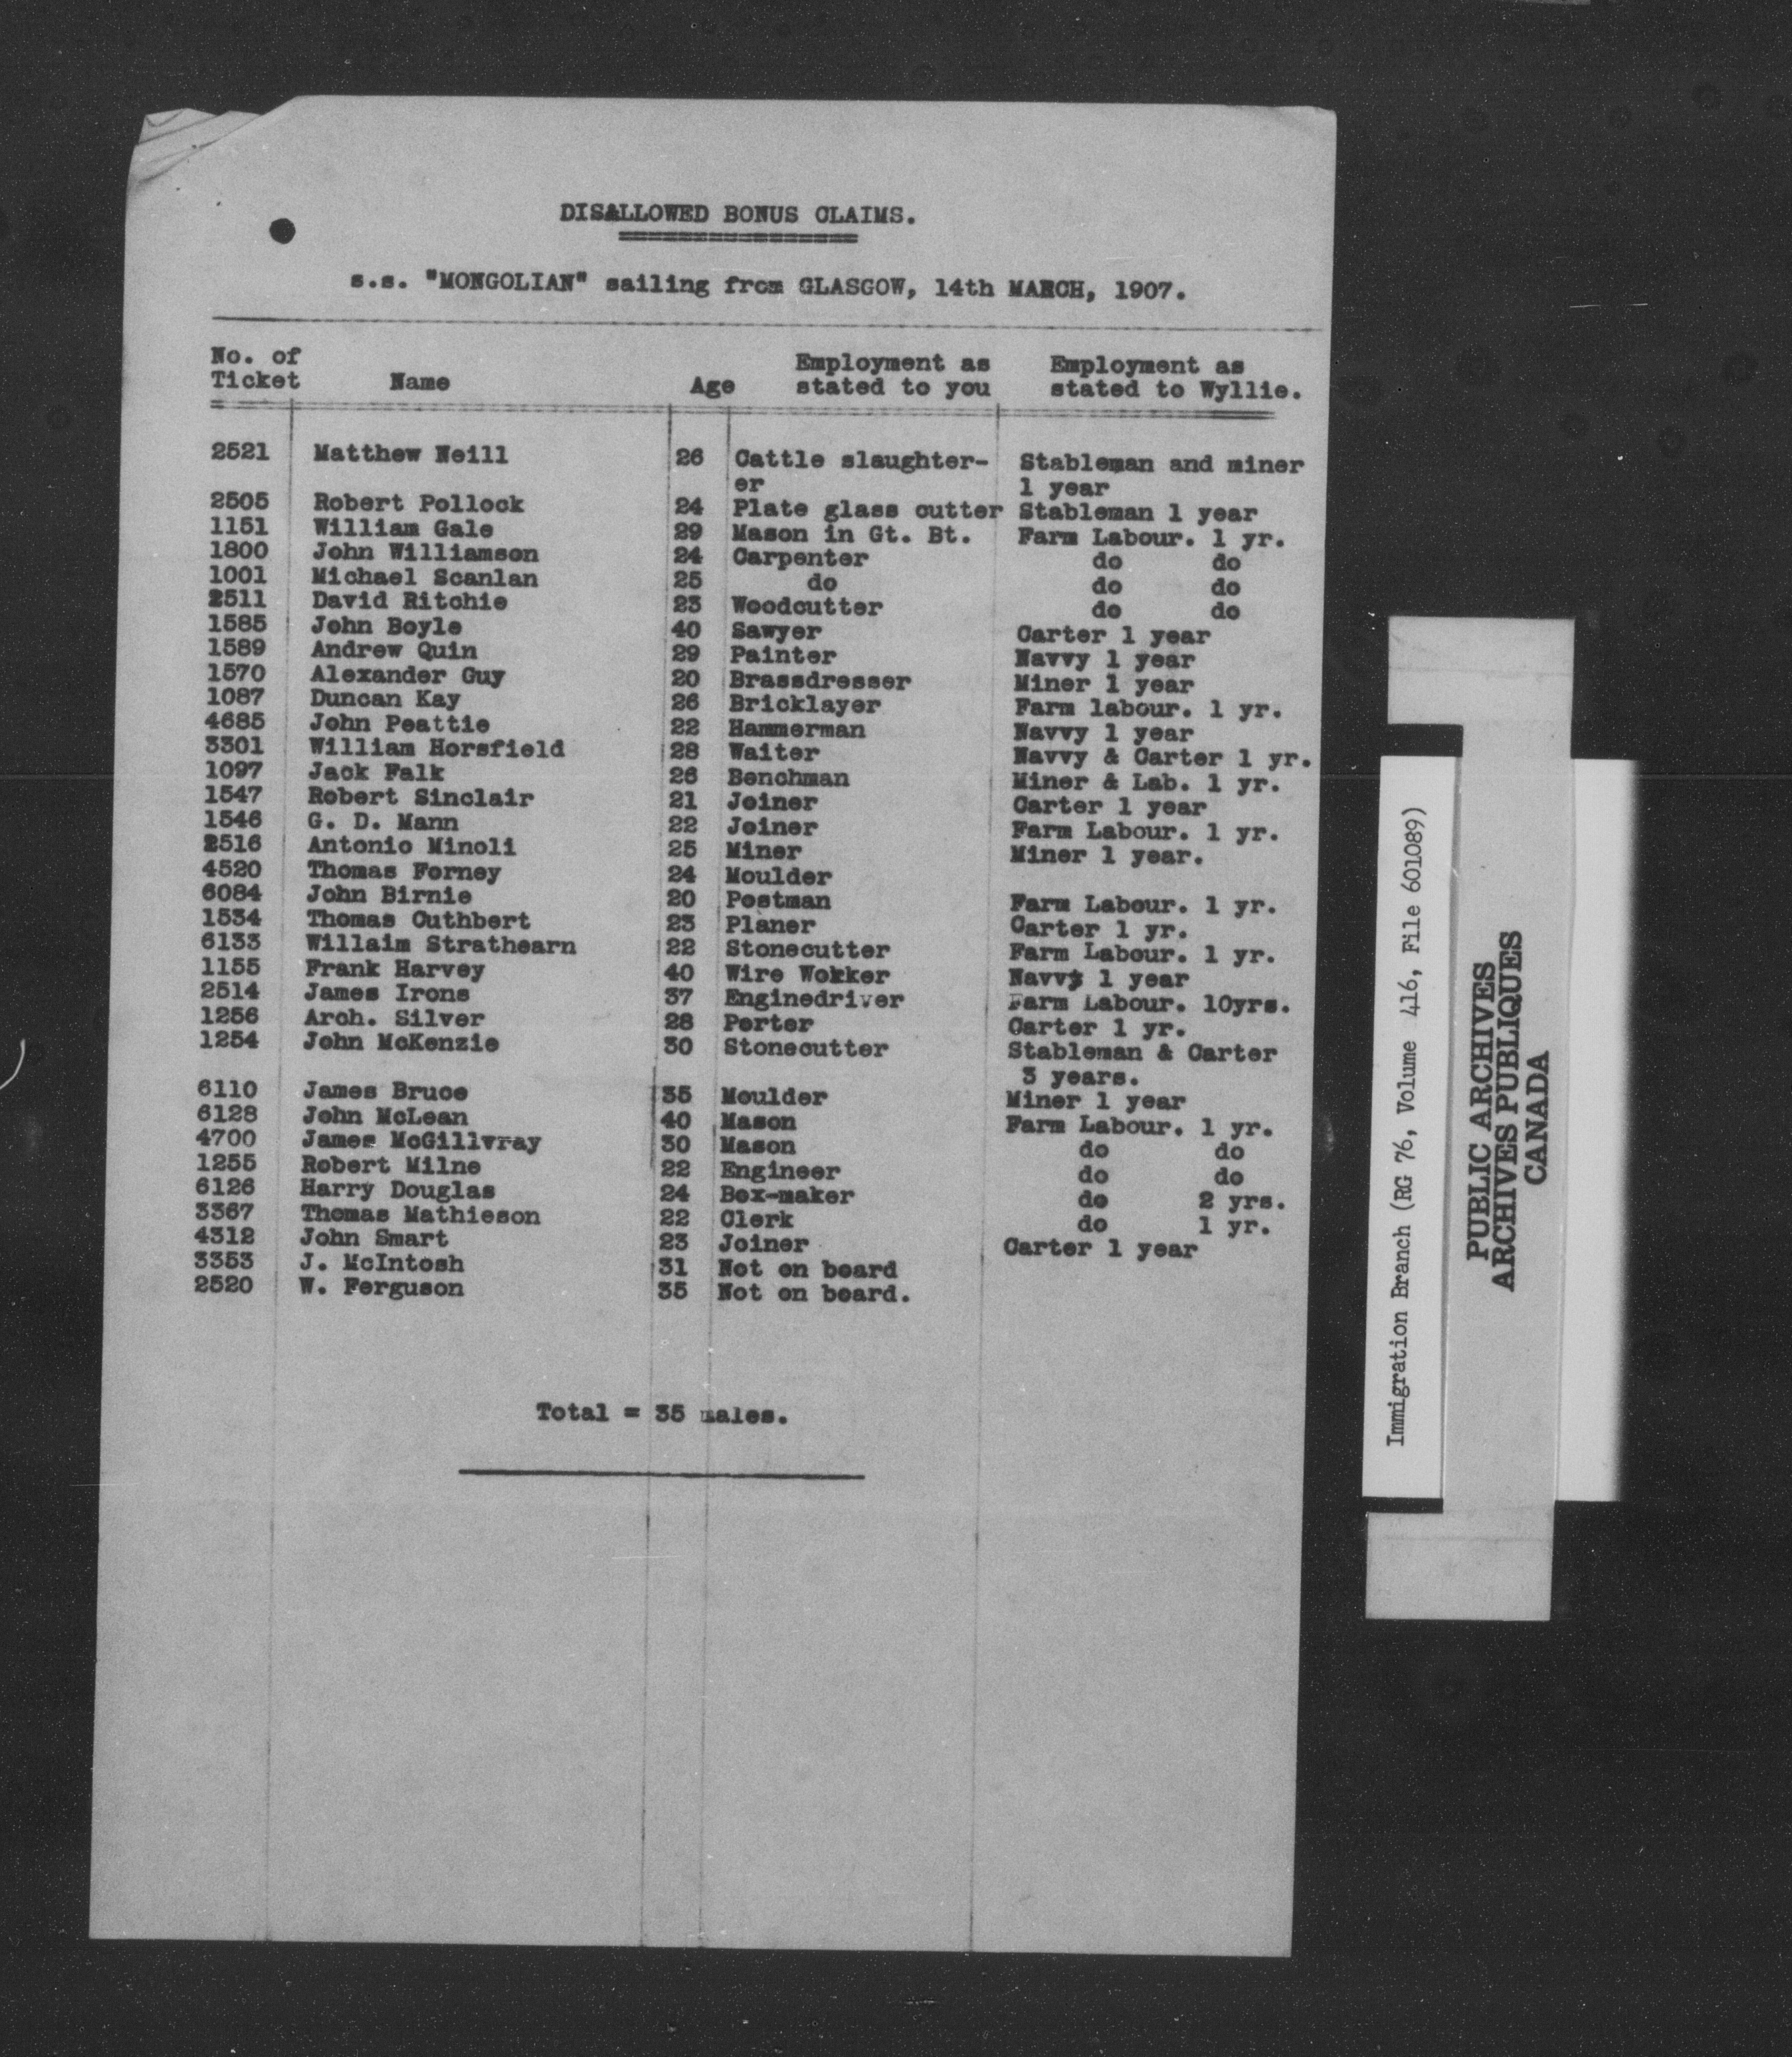 DISALLOWED BONUS CLAIMS.
s.s. "MONGOLIAN" sailing from GLASGOW, 14th MARCH, 1907.
No. of Employment as Employment as
Ticket Name Age stated to you stated to Wyllie.
2521 Matthew Neill 26 Cattle slaughter- Stableman and miner
er 1 year
2505 Robert Pollock 24 Plate glass cutter Stableman 1 year
1151 William Gale 29 Mason in Gt. Bt. Farm Labour. 1 yr.
1800 John Williamson 24 Carpenter do do
1001 Michael Scanlan 25 do do do
2511 David Ritchie 23 Woodcutter do do
1585 John Boyle 40 Sawyer Carter 1 year
1589 Andrew Quin 29 Painter Navvy 1 year
1570 Alexander Guy 20 Brassdresser Miner 1 year
1087 Duncan Kay 26 Bricklayer Farm labour. 1 yr.
4685 John Peattie 22 Hammerman Navvy 1 year
3301 William Horsfield 28 Waiter Navvy & Carter 1 yr.
1097 Jack Falk 26 Benchman Miner & Lab. 1 yr.
1547 Robert Sinclair 21 Joiner Carter 1 year
1546 G. D. Mann 22 Joiner Farm Labour. 1 yr.
2516 Antonio Minoli 25 Miner Miner 1 year.
4520 Thomas Forney 24 Moulder
6084 John Birnie 20 Postman Farm Labour. 1 yr.
1534 Thomas Cuthbert 23 Planer Carter 1 yr.
6133 Willaim Strathearn 22 Stonecutter Farm Labour. 1 yr.
1155 Frank Harvey 40 Wire Wokker Navvy 1 year
2514 James Irons 37 Enginedriver Farm Labour. 10yrs.
1256 Arch. Silver 28 Porter Carter 1 yr.
1254 John McKenzie 30 Stonecutter Stableman & Carter
3 years.
6110 James Bruce 35 Moulder Miner 1 year
6128 John McLean 40 Mason Farm Labour. 1 yr.
4700 James McGillvray 30 Mason do do
1255 Robert Milne 22 Engineer do do
6126 Harry Douglas 24 Box-maker do 2 yrs.
3367 Thomas Mathieson 22 Clerk do 1 yr.
4312 John Smart 23 Joiner Carter 1 year
3353 J. McIntosh 31 Not on board
2520 W. Ferguson 35 Not on board.
Total = 35 males.
Immigration Branch (RG 76, Volume 416, File 601089)
PUBLIC ARCHIVES
ARCHIVES PUBLIQUES
CANADA